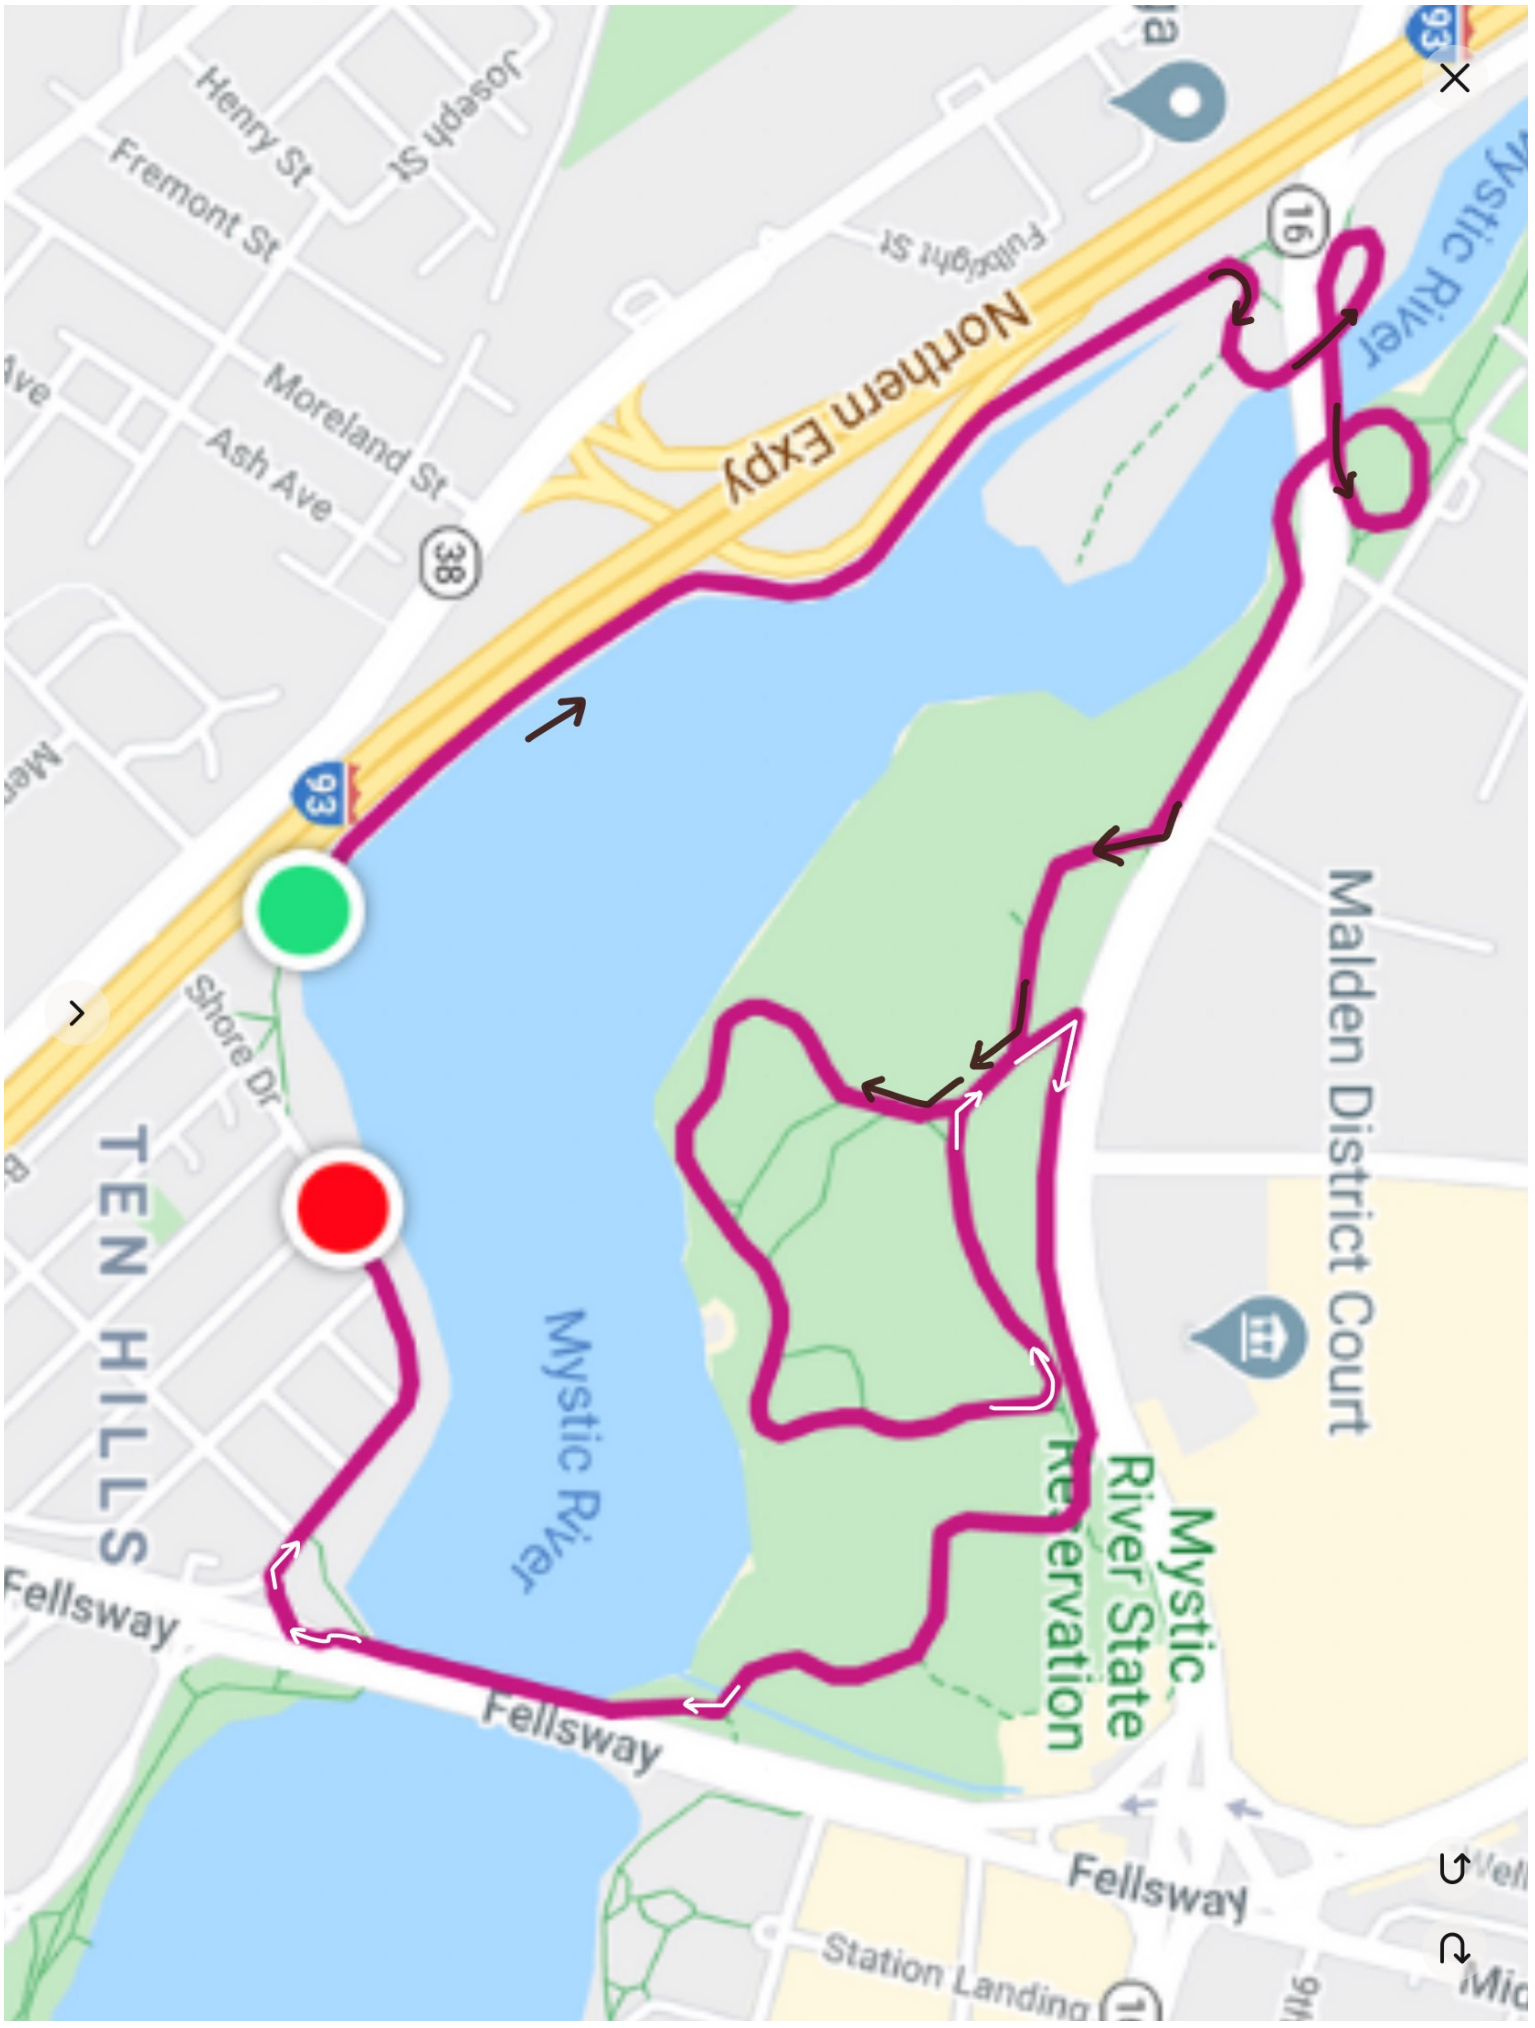 93
Joseph St
Henry St
Fremont St
16
Mystic River
Fulbright St
Northern Expy
Moreland St
Ave
Ash Ave
38
93
Malden District Court
Shore Dr
TEN HILLS
Mystic River
Mystic
River State
Reservation
Fellsway
Fellsway
Fellsway
Station Landing